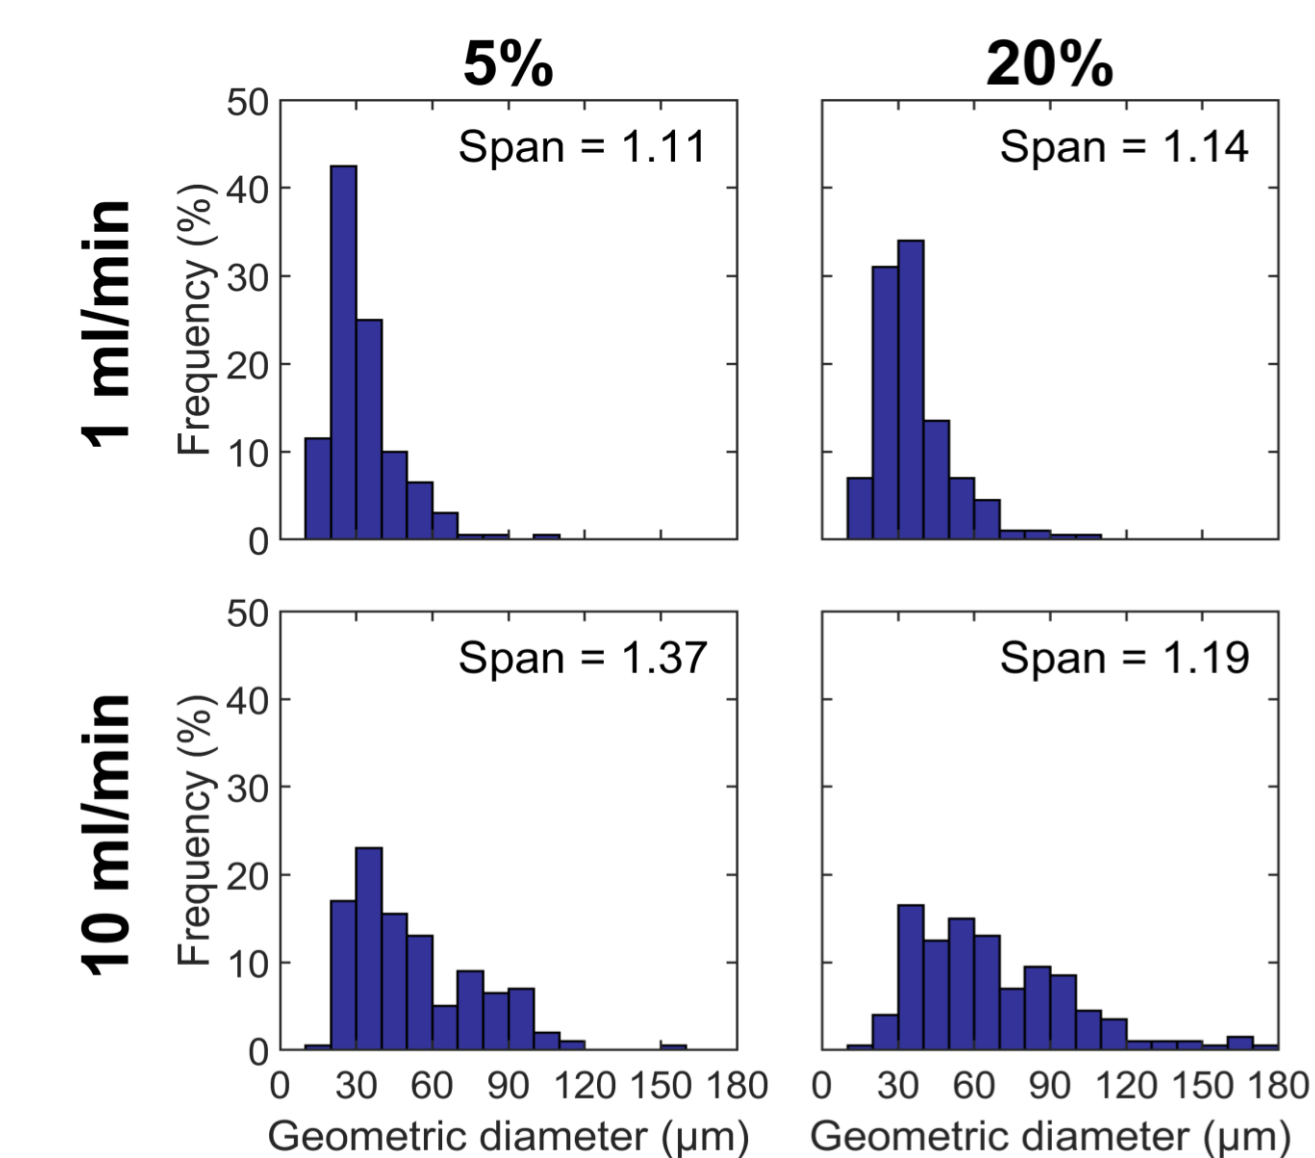 5%
20%
1 ml/min
Frequency (%)
50
40
30
20
10
0
Span = 1.11
Span = 1.14
10 ml/min
Frequency (%)
50
40
30
20
10
0
Span = 1.37
Span = 1.19
0 30 60 90 120 150 180
0 30 60 90 120 150 180
Geometric diameter (μm)
Geometric diameter (μm)